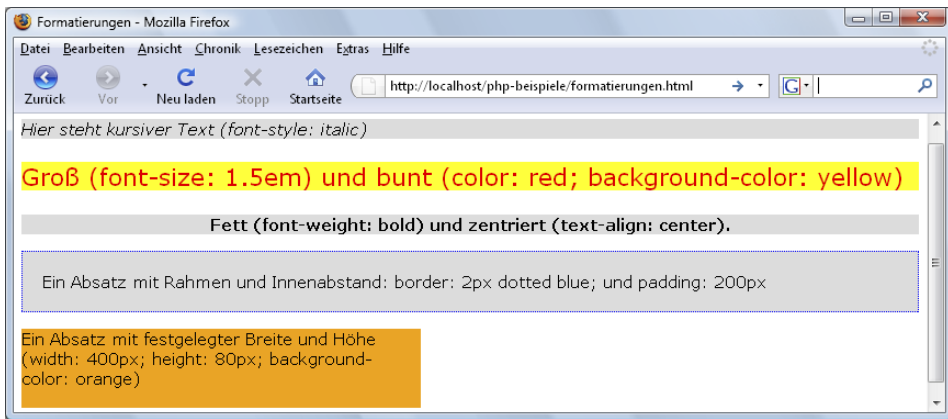 Formatierungen - Mozilla Firefox
Datei Bearbeiten Ansicht Chronik Lesezeichen Extras Hilfe
Zurück Vor Neu laden Stopp Startseite http://localhost/php-beispiele/formatierungen.html G
Hier steht kursiver Text (font-style: italic)
Groß (font-size: 1.5em) und bunt (color: red; background-color: yellow)
Fett (font-weight: bold) und zentriert (text-align: center).
Ein Absatz mit Rahmen und Innenabstand: border: 2px dotted blue; und padding: 200px
Ein Absatz mit festgelegter Breite und Höhe
(width: 400px; height: 80px; background-
color: orange)